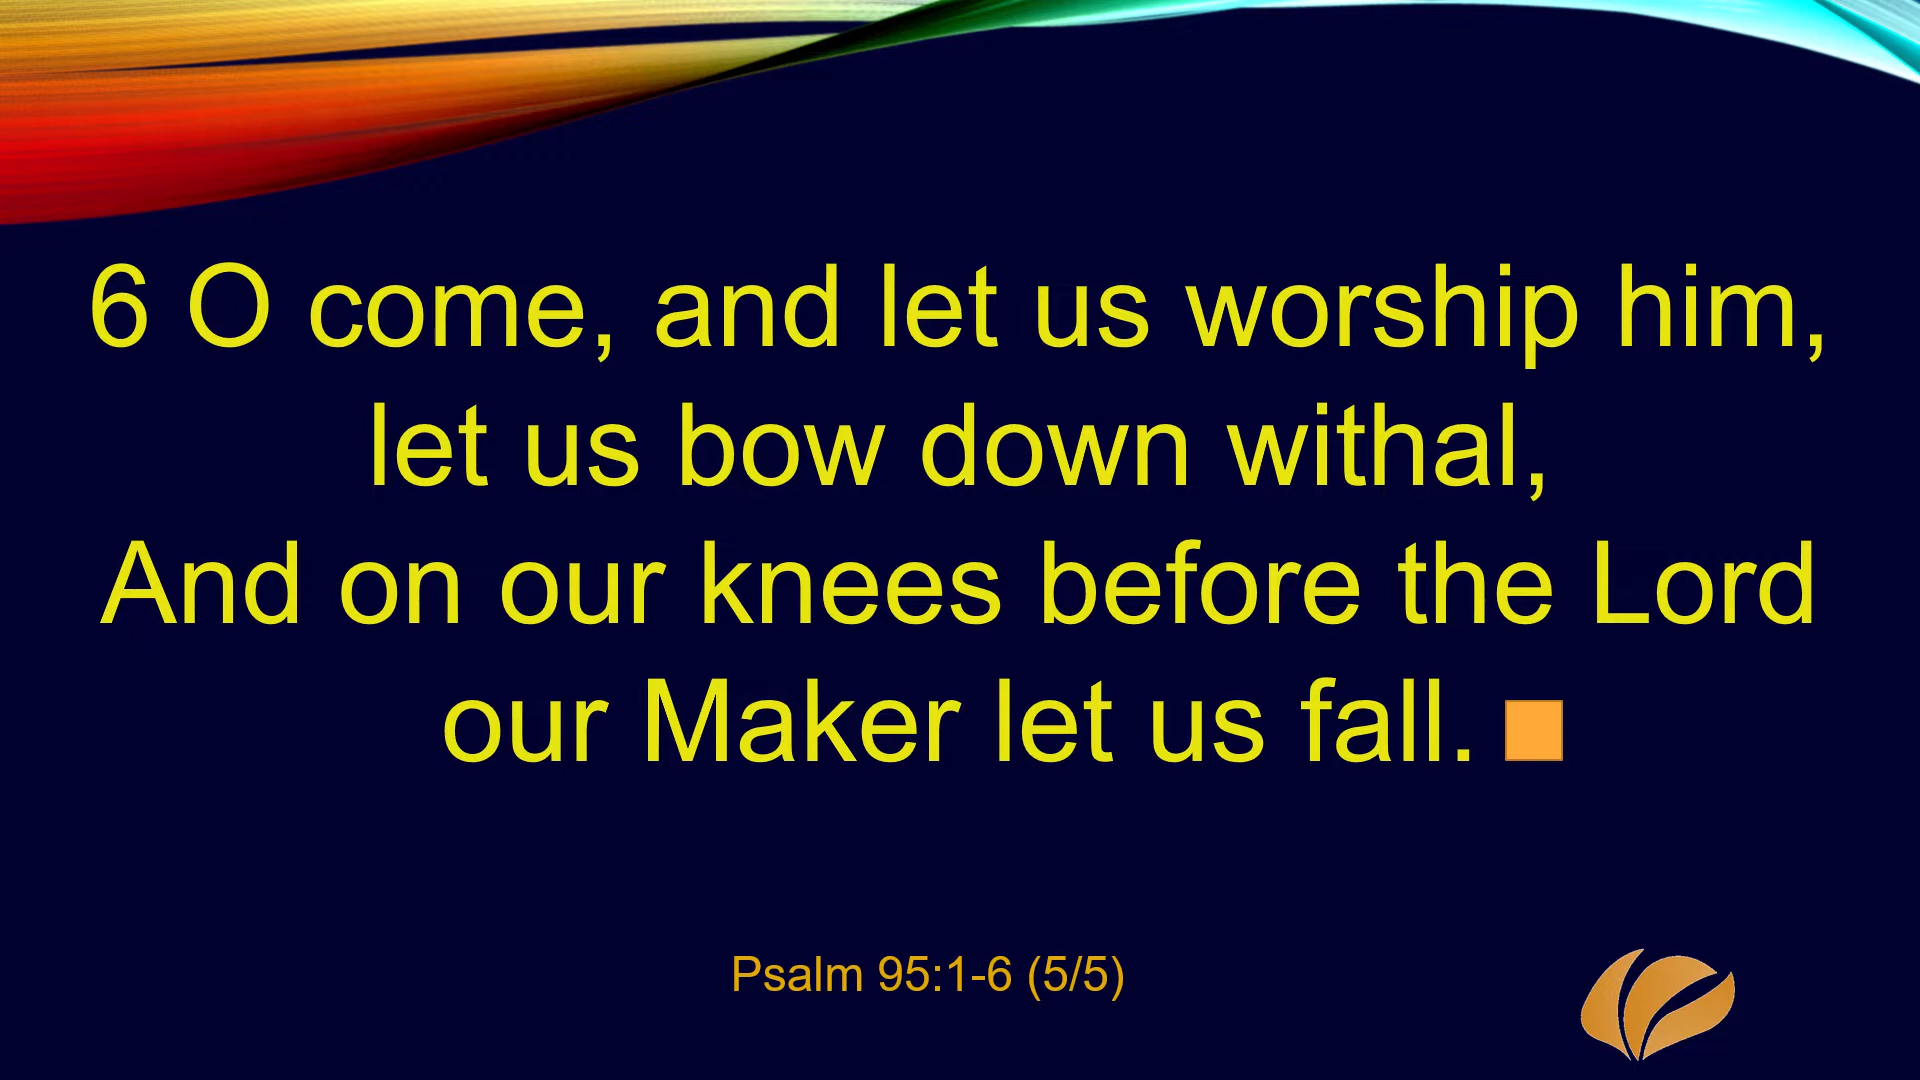 6 O come, and let us worship him,
let us bow down withal,
And on our knees before the Lord
our Maker let us fall.
Psalm 95:1-6 (5/5)